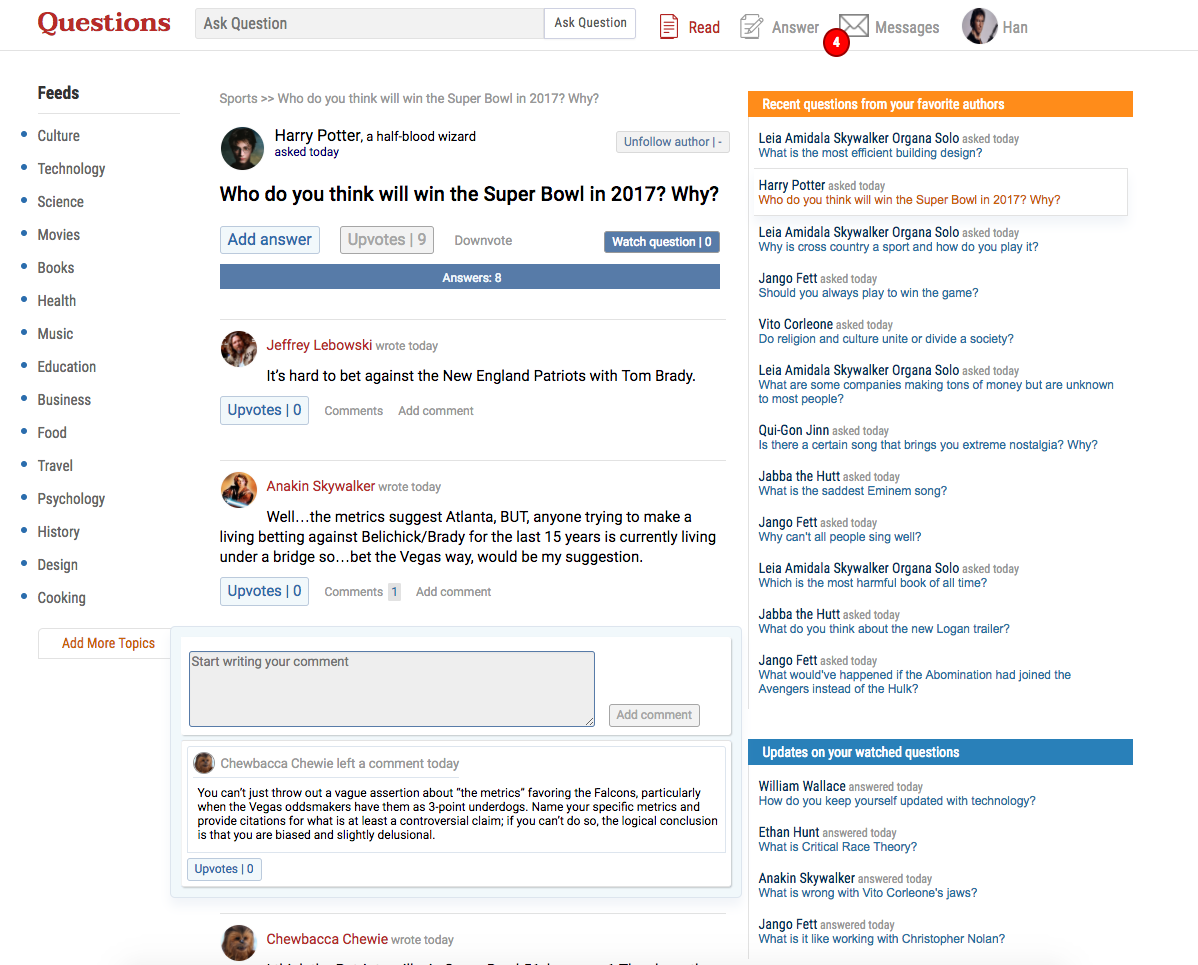 Questions
Ask Question
Ask Question
Read
Answer
4
Messages
Han
Feeds
Culture
Technology
Science
Movies
Books
Health
Music
Education
Business
Food
Travel
Psychology
History
Design
Cooking
Add More Topics
Sports >> Who do you think will win the Super Bowl in 2017? Why?
Harry Potter, a half-blood wizard
asked today
Unfollow author | -
Who do you think will win the Super Bowl in 2017? Why?
Add answer
Upvotes | 9
Downvote
Watch question | 0
Answers: 8
Jeffrey Lebowski wrote today
It's hard to bet against the New England Patriots with Tom Brady.
Upvotes | 0
Comments
Add comment
Anakin Skywalker wrote today
Well…the metrics suggest Atlanta, BUT, anyone trying to make a
living betting against Belichick/Brady for the last 15 years is currently living
under a bridge so…bet the Vegas way, would be my suggestion.
Upvotes | 0
Comments 1
Add comment
Start writing your comment
Add comment
Chewbacca Chewie left a comment today
You can't just throw out a vague assertion about "the metrics" favoring the Falcons, particularly
when the Vegas oddsmakers have them as 3-point underdogs. Name your specific metrics and
provide citations for what is at least a controversial claim; if you can't do so, the logical conclusion
is that you are biased and slightly delusional.
Upvotes | 0
Chewbacca Chewie wrote today
Recent questions from your favorite authors
Leia Amidala Skywalker Organa Solo asked today
What is the most efficient building design?
Harry Potter asked today
Who do you think will win the Super Bowl in 2017? Why?
Leia Amidala Skywalker Organa Solo asked today
Why is cross country a sport and how do you play it?
Jango Fett asked today
Should you always play to win the game?
Vito Corleone asked today
Do religion and culture unite or divide a society?
Leia Amidala Skywalker Organa Solo asked today
What are some companies making tons of money but are unknown
to most people?
Qui-Gon Jinn asked today
Is there a certain song that brings you extreme nostalgia? Why?
Jabba the Hutt asked today
What is the saddest Eminem song?
Jango Fett asked today
Why can't all people sing well?
Leia Amidala Skywalker Organa Solo asked today
Which is the most harmful book of all time?
Jabba the Hutt asked today
What do you think about the new Logan trailer?
Jango Fett asked today
What would've happened if the Abomination had joined the
Avengers instead of the Hulk?
Updates on your watched questions
William Wallace answered today
How do you keep yourself updated with technology?
Ethan Hunt answered today
What is Critical Race Theory?
Anakin Skywalker answered today
What is wrong with Vito Corleone's jaws?
Jango Fett answered today
What is it like working with Christopher Nolan?